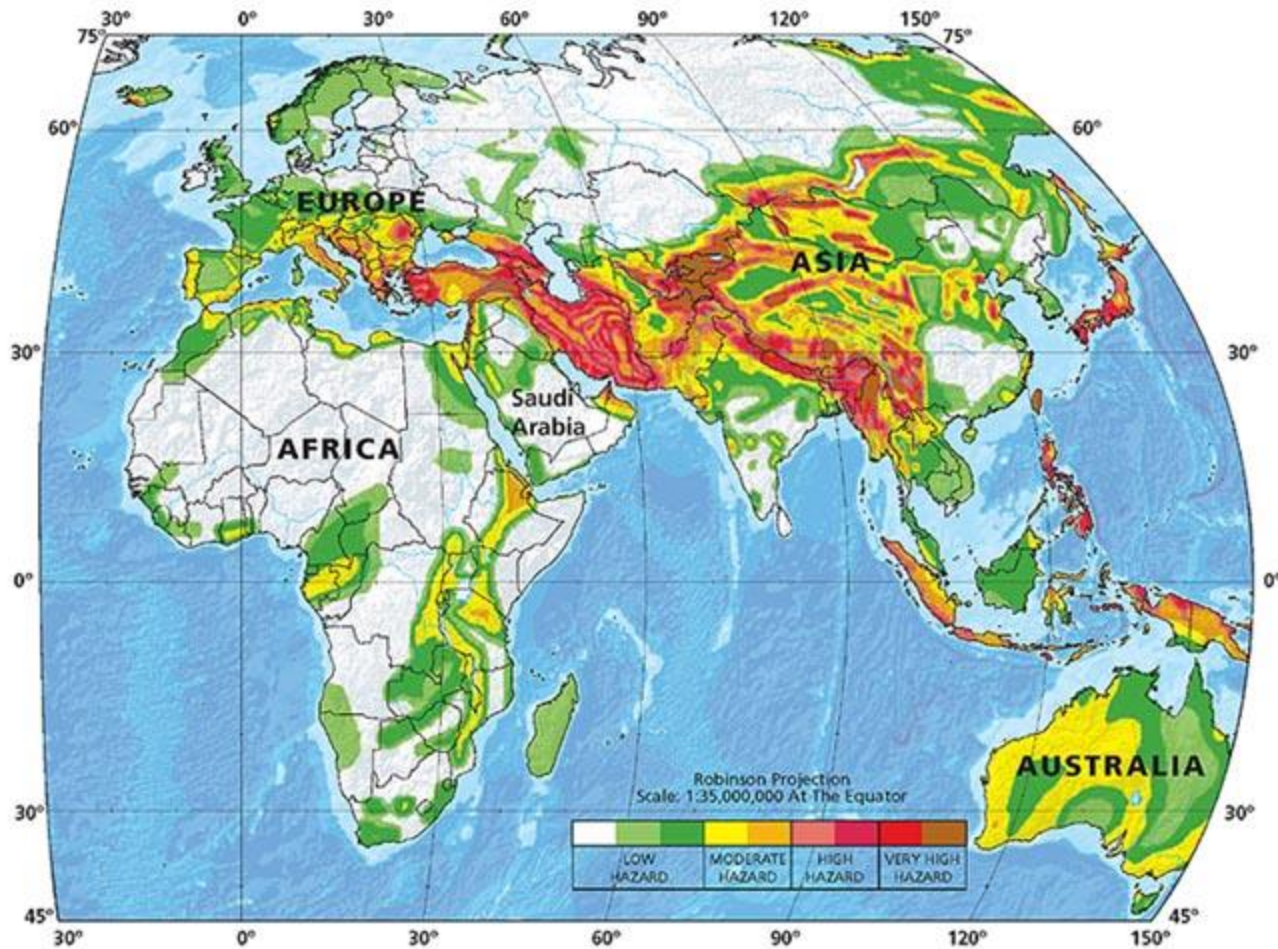 30° 0° 30° 60° 90° 120° 150°
75° 75°
60° 60°
EUROPE
ASIA
30° 30°
Saudi
Arabia
AFRICA
0° 0°
AUSTRALIA
Robinson Projection
Scale: 1:35,000,000 At The Equator
30° 30°
LOW
HAZARD
MODERATE
HAZARD
HIGH
HAZARD
VERY HIGH
HAZARD
45° 45°
30° 0° 30° 60° 90° 120° 150°